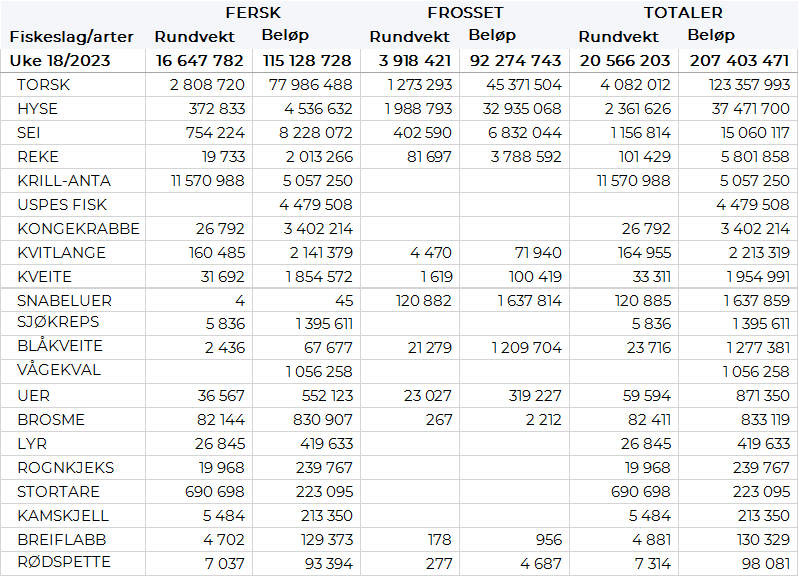 FERSK FROSSET TOTALER
Fiskeslag/arter Rundvekt Beløp Rundvekt Beløp Rundvekt Beløp
Uke 18/2023 16 647 782 115 128 728 3 918 421 92 274 743 20 566 203 207 403 471
TORSK 2 808 720 77 986 488 1 273 293 45 371 504 4 082 012 123 357 993
HYSE 372 833 4 536 632 1 988 793 32 935 068 2 361 626 37 471 700
SEI 754 224 8 228 072 402 590 6 832 044 1 156 814 15 060 117
REKE 19 733 2 013 266 81 697 3 788 592 101 429 5 801 858
KRILL-ANTA 11 570 988 5 057 250 11 570 988 5 057 250
USPES FISK 4 479 508 4 479 508
KONGEKRABBE 26 792 3 402 214 26 792 3 402 214
KVITLANGE 160 485 2 141 379 4 470 71 940 164 955 2 213 319
KVEITE 31 692 1 854 572 1 619 100 419 33 311 1 954 991
SNABELUER 4 45 120 882 1 637 814 120 885 1 637 859
SJØKREPS 5 836 1 395 611 5 836 1 395 611
BLÅKVEITE 2 436 67 677 21 279 1 209 704 23 716 1 277 381
VÅGEKVAL 1 056 258 1 056 258
UER 36 567 552 123 23 027 319 227 59 594 871 350
BROSME 82 144 830 907 267 2 212 82 411 833 119
LYR 26 845 419 633 26 845 419 633
ROGNKJEKS 19 968 239 767 19 968 239 767
STORTARE 690 698 223 095 690 698 223 095
KAMSKJELL 5 484 213 350 5 484 213 350
BREIFLABB 4 702 129 373 178 956 4 881 130 329
RØDSPETTE 7 037 93 394 277 4 687 7 314 98 081